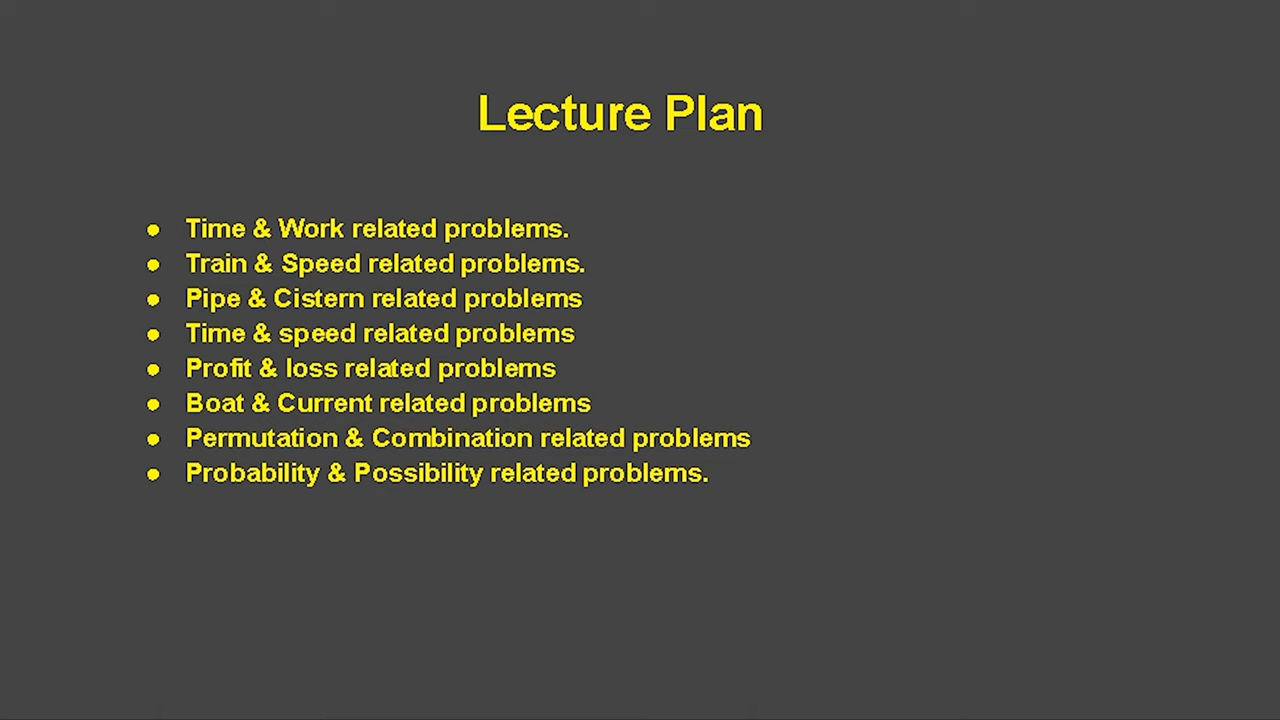 Lecture Plan
● Time & Work related problems.
● Train & Speed related problems.
● Pipe & Cistern related problems
● Time & speed related problems
● Profit & loss related problems
● Boat & Current related problems
● Permutation & Combination related problems
● Probability & Possibility related problems.